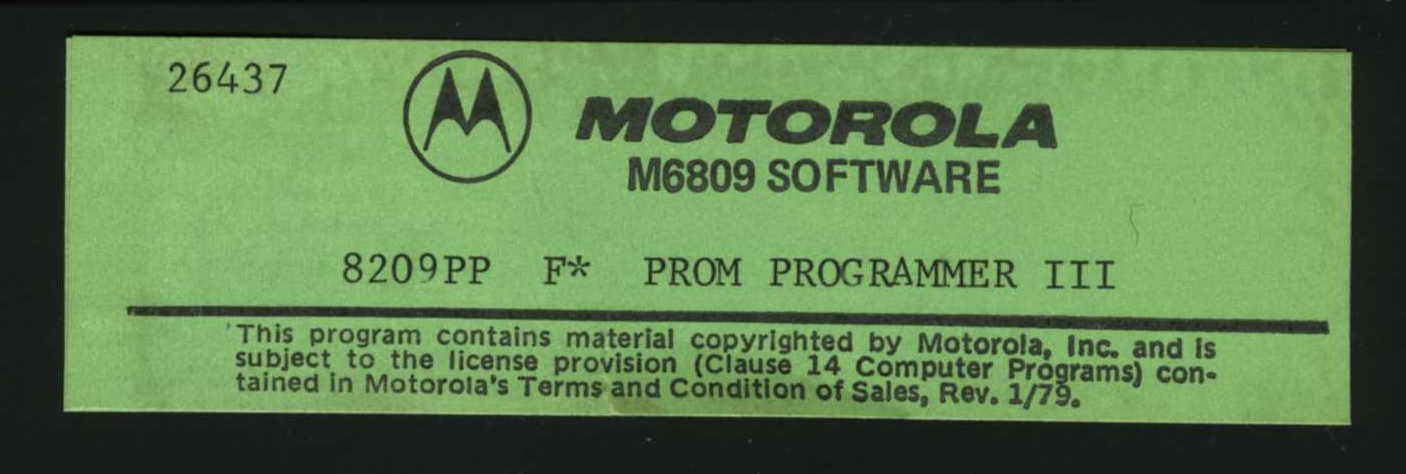 26437
MOTOROLA
M6809 SOFTWARE
8209PP F* PROM PROGRAMMER III
This program contains material copyrighted by Motorola, Inc. and is
subject to the license provision (Clause 14 Computer Programs) con-
tained in Motorola's Terms and Condition of Sales, Rev. 1/79.